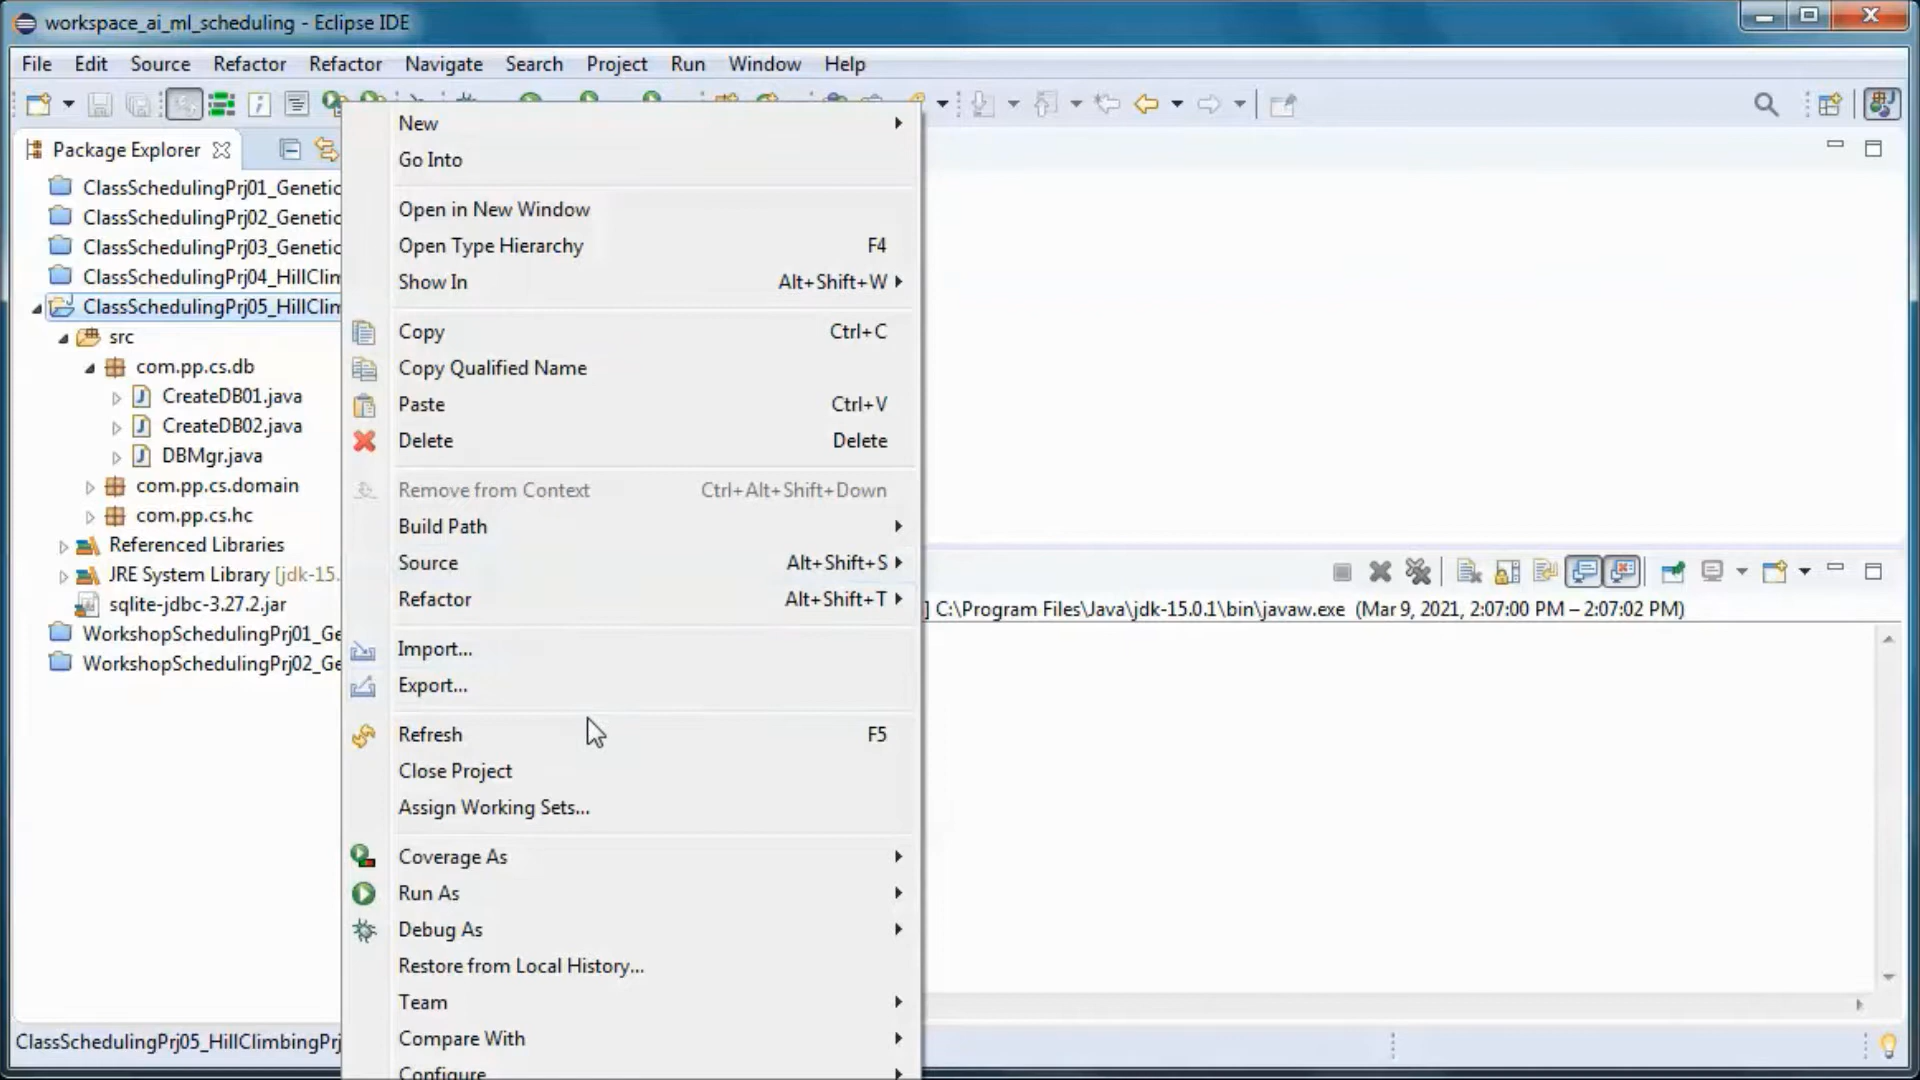 workspace_ai_ml_scheduling - Eclipse IDE
File Edit Source Refactor Refactor Navigate Search Project Run Window Help
Package Explorer
ClassSchedulingPrj01_Genetic
ClassSchedulingPrj02_Genetic
ClassSchedulingPrj03_Genetic
ClassSchedulingPrj04_HillClim
ClassSchedulingPrj05_HillClim
src
com.pp.cs.db
CreateDB01.java
CreateDB02.java
DBMgr.java
com.pp.cs.domain
com.pp.cs.hc
Referenced Libraries
JRE System Library [jdk-15.
sqlite-jdbc-3.27.2.jar
WorkshopSchedulingPrj01_Ge
WorkshopSchedulingPrj02_Ge
New
Go Into
Open in New Window
Open Type Hierarchy F4
Show In Alt+Shift+W
Copy Ctrl+C
Copy Qualified Name
Paste Ctrl+V
Delete Delete
Remove from Context Ctrl+Alt+Shift+Down
Build Path
Source Alt+Shift+S
Refactor Alt+Shift+T
Import...
Export...
Refresh F5
Close Project
Assign Working Sets...
Coverage As
Run As
Debug As
Restore from Local History...
Team
Compare With
Configure
] C:\Program Files\Java\jdk-15.0.1\bin\javaw.exe (Mar 9, 2021, 2:07:00 PM – 2:07:02 PM)
ClassSchedulingPrj05_HillClimbingPrj